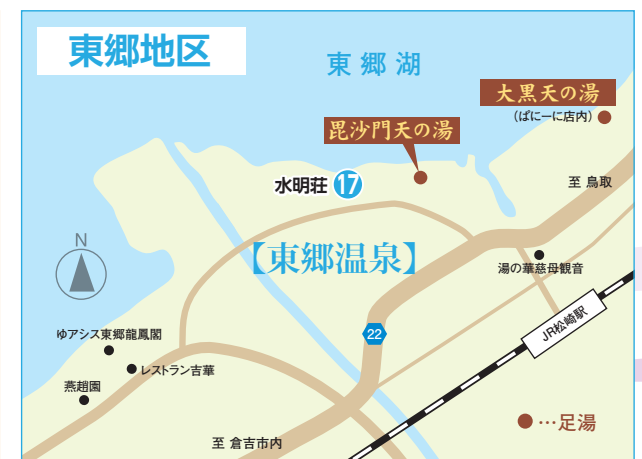 東郷地区
東郷湖
大黒天の湯
（ぱにーに店内）
毘沙門天の湯
至 鳥取
水明荘 17
N
【東郷温泉】
湯の華慈母観音
22
JR松崎駅
ゆアシス東郷龍鳳閣
レストラン吉華
燕趙園
…足湯
至 倉吉市内